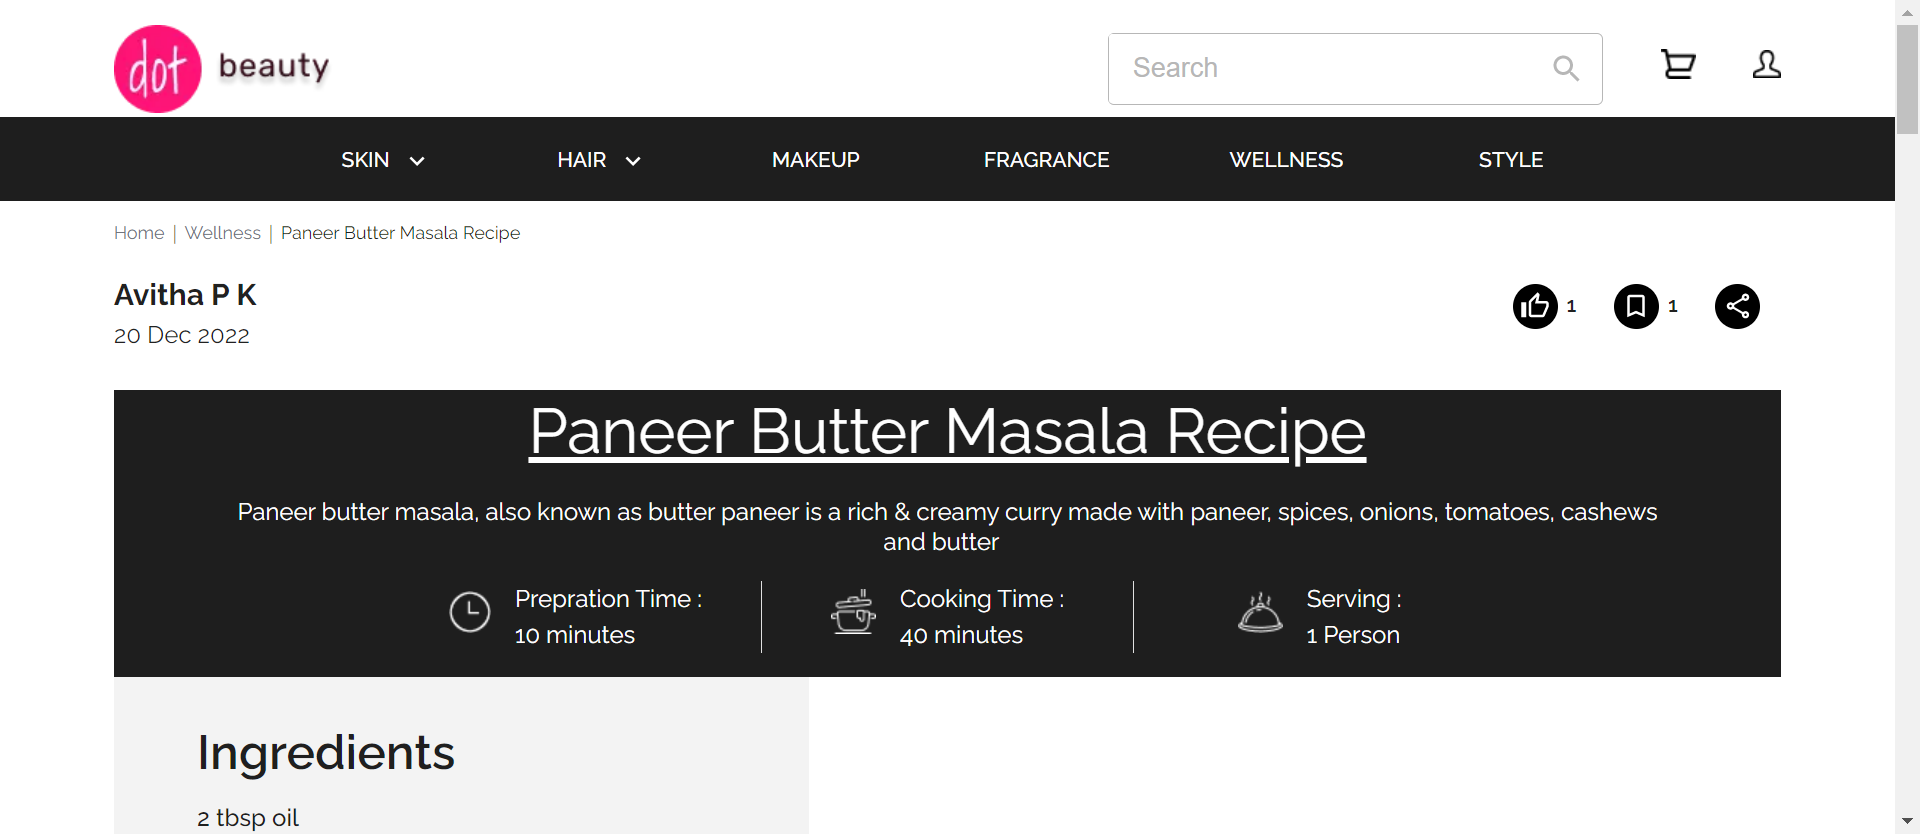 dot beauty
Search
SKIN HAIR MAKEUP FRAGRANCE WELLNESS STYLE
Home | Wellness | Paneer Butter Masala Recipe
Avitha P K
20 Dec 2022
1 1
Paneer Butter Masala Recipe
Paneer butter masala, also known as butter paneer is a rich & creamy curry made with paneer, spices, onions, tomatoes, cashews
and butter
Prepration Time :
10 minutes
Cooking Time :
40 minutes
Serving :
1 Person
Ingredients
2 tbsp oil